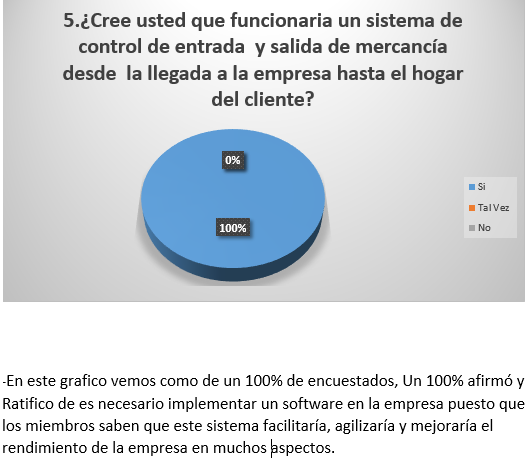 5.¿Cree usted que funcionaria un sistema de
control de entrada  y salida de mercancía
desde  la llegada a la empresa hasta el hogar
del cliente?
0%
100%
Si
Tal Vez
No
-En este grafico vemos como de un 100% de encuestados, Un 100% afirmó y
Ratifico de es necesario implementar un software en la empresa puesto que
los miembros saben que este sistema facilitaría, agilizaría y mejoraría el
rendimiento de la empresa en muchos aspectos.